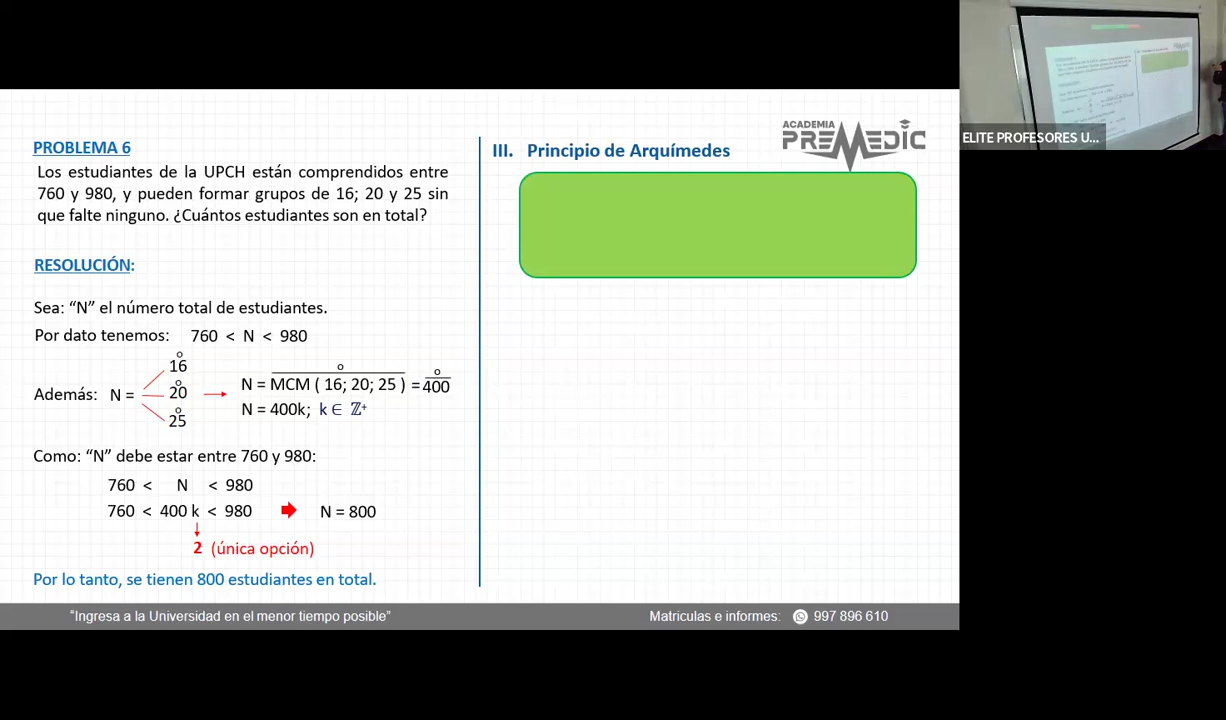 PROBLEMA 6
Los estudiantes de la UPCH están comprendidos entre
760 y 980, y pueden formar grupos de 16; 20 y 25 sin
que falte ninguno. ¿Cuántos estudiantes son en total?
RESOLUCIÓN:
Sea: “N” el número total de estudiantes.
Por dato tenemos: 760 < N < 980
Además: N =
o
16
o
20
o
25
o
N = MCM ( 16; 20; 25 ) = 400
o
N = 400k; k ∈ ℤ+
Como: “N” debe estar entre 760 y 980:
760 < N < 980
760 < 400 k < 980 N = 800
2 (única opción)
Por lo tanto, se tienen 800 estudiantes en total.
ACADEMIA
PREMEDIC
III. Principio de Arquímedes
“Ingresa a la Universidad en el menor tiempo posible”
Matriculas e informes: 997 896 610
ELITE PROFESORES U...